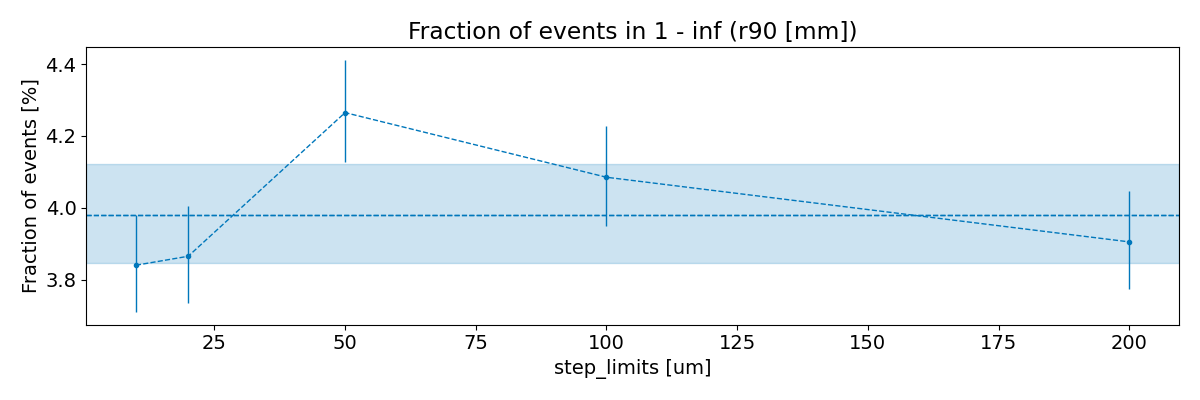 Fraction of events in 1 - inf (r90 [mm])
Fraction of events [%]
4.4
4.2
4.0
3.8
25 50 75 100 125 150 175 200
step_limits [um]